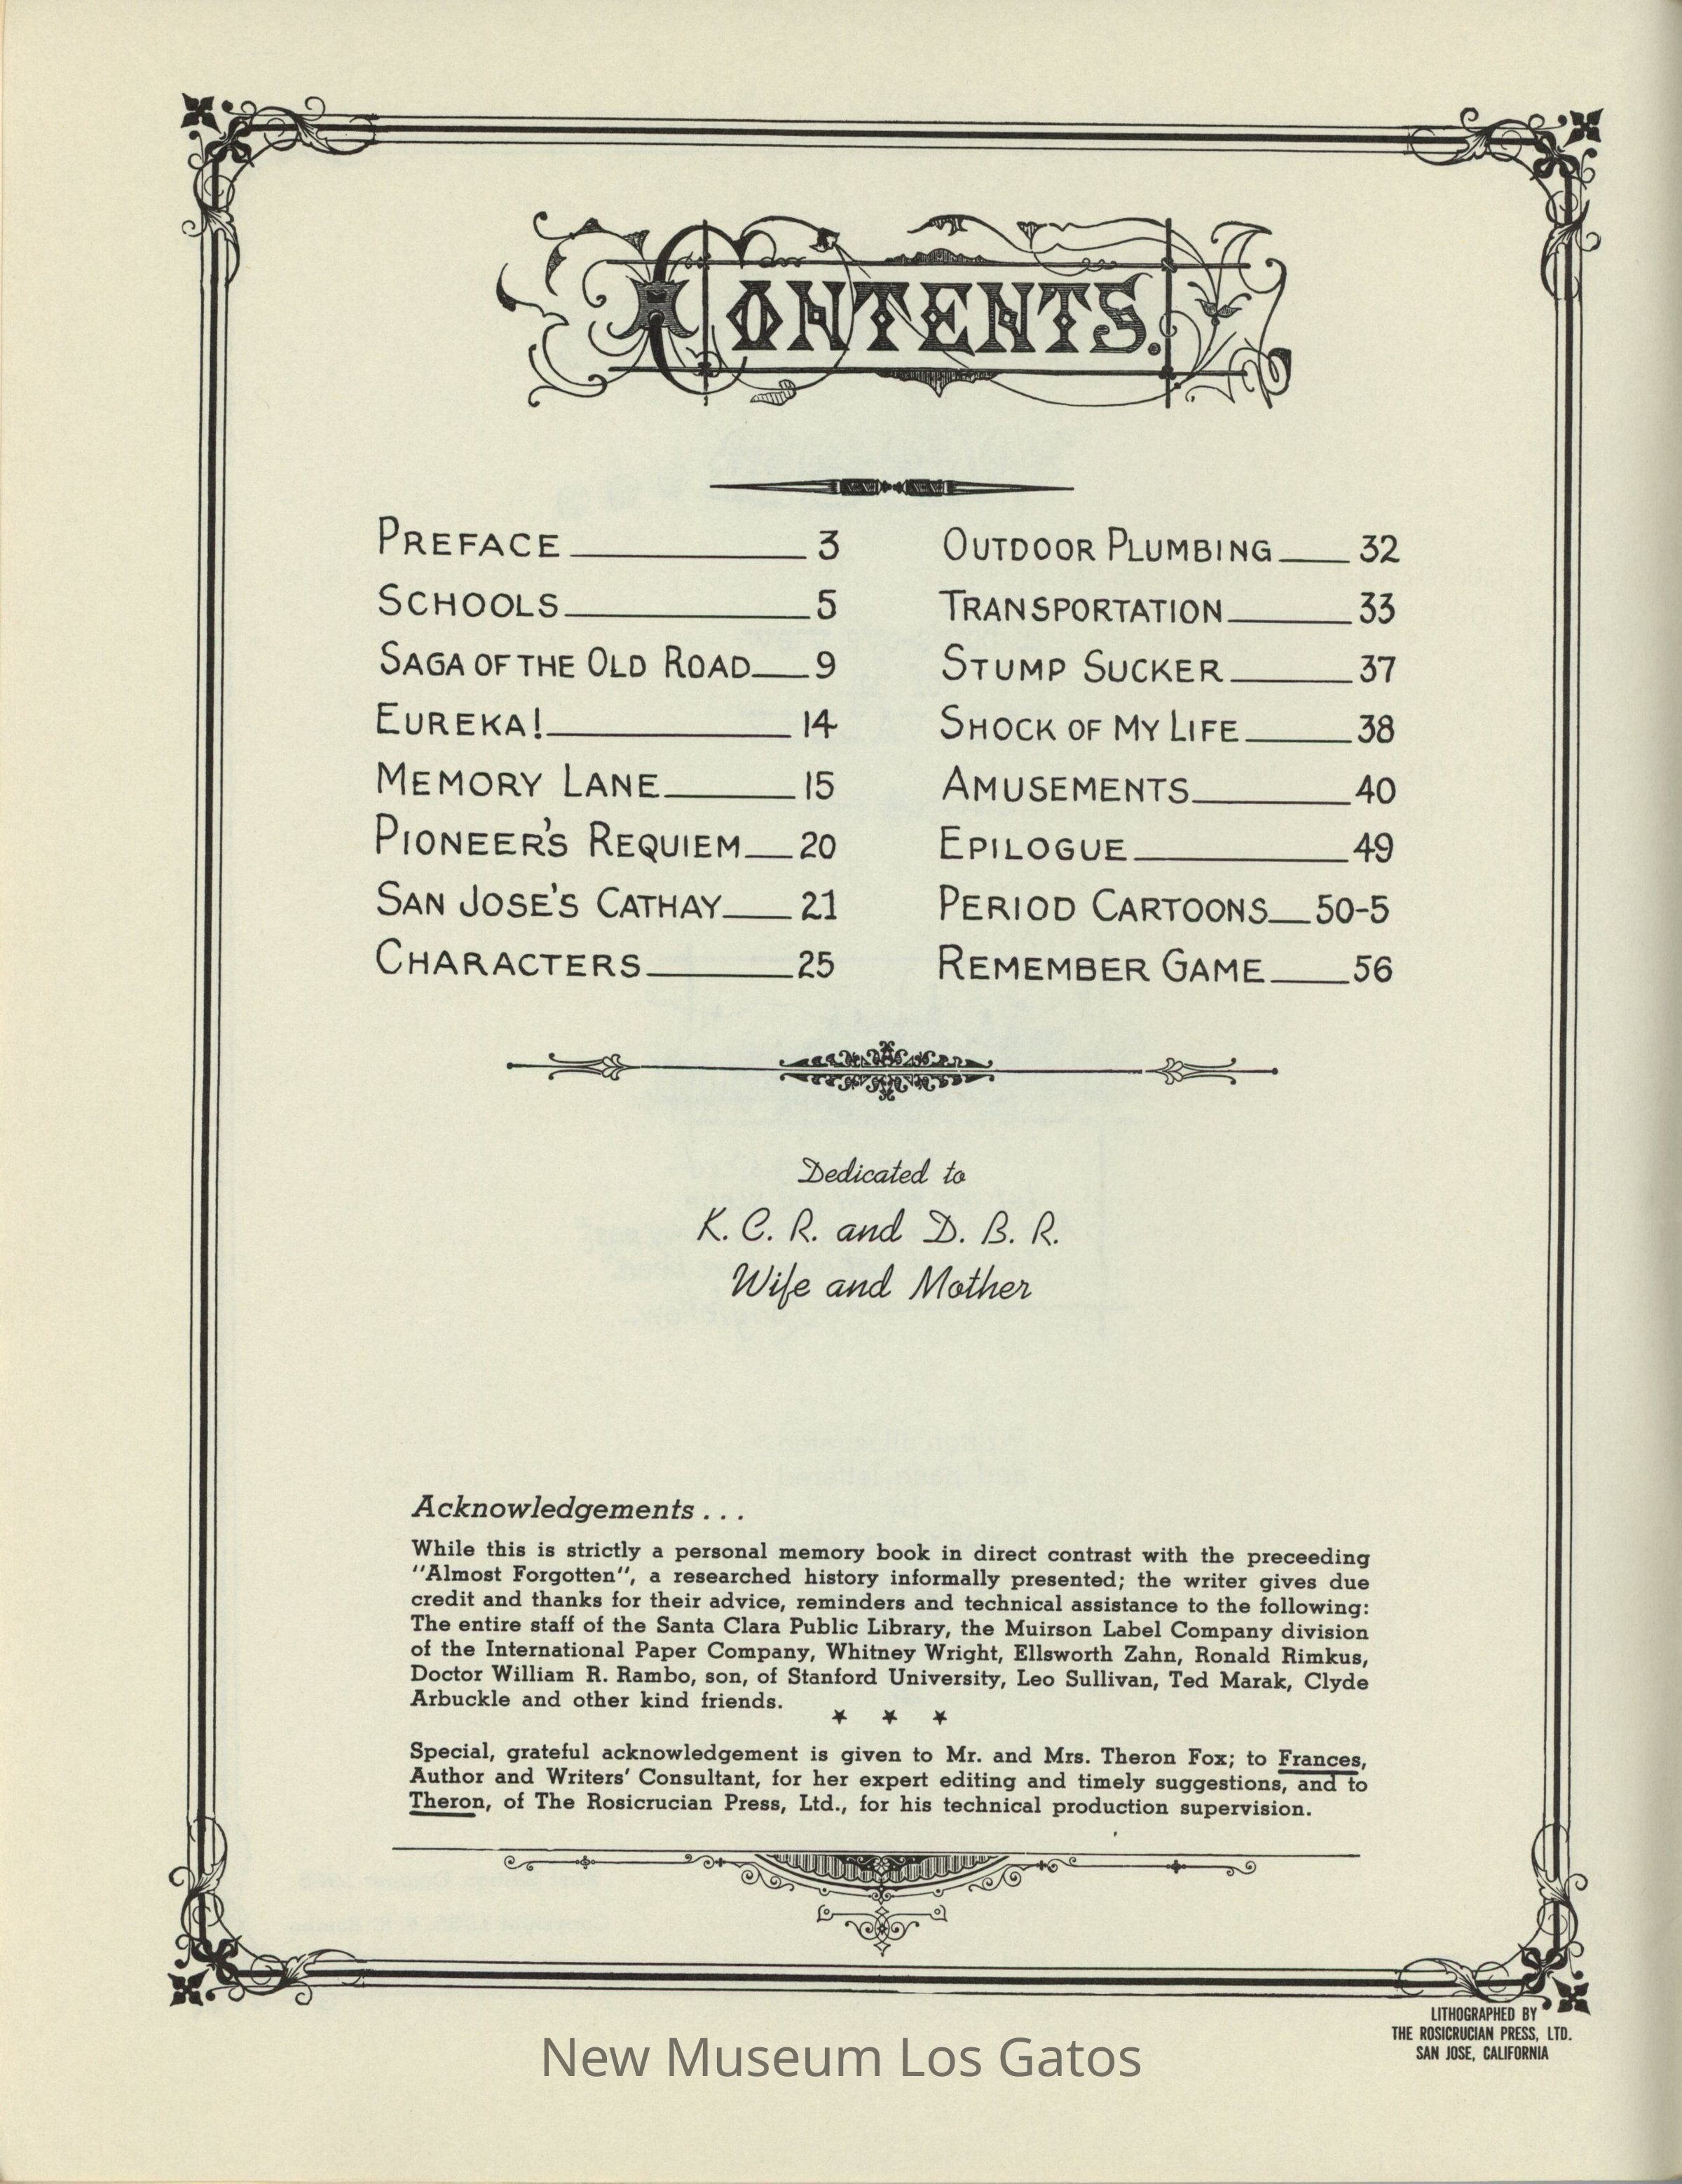 CONTENTS.
PREFACE 3
SCHOOLS 5
SAGA OF THE OLD ROAD 9
EUREKA! 14
MEMORY LANE 15
PIONEER'S REQUIEM 20
SAN JOSE'S CATHAY 21
CHARACTERS 25
OUTDOOR PLUMBING 32
TRANSPORTATION 33
STUMP SUCKER 37
SHOCK OF MY LIFE 38
AMUSEMENTS 40
EPILOGUE 49
PERIOD CARTOONS 50-5
REMEMBER GAME 56
Dedicated to
K. C. R. and D. B. R.
Wife and Mother
Acknowledgements . . .
While this is strictly a personal memory book in direct contrast with the preceeding
"Almost Forgotten", a researched history informally presented; the writer gives due
credit and thanks for their advice, reminders and technical assistance to the following:
The entire staff of the Santa Clara Public Library, the Muirson Label Company division
of the International Paper Company, Whitney Wright, Ellsworth Zahn, Ronald Rimkus,
Doctor William R. Rambo, son, of Stanford University, Leo Sullivan, Ted Marak, Clyde
Arbuckle and other kind friends.
★ ★ ★
Special, grateful acknowledgement is given to Mr. and Mrs. Theron Fox; to Frances,
Author and Writers' Consultant, for her expert editing and timely suggestions, and to
Theron, of The Rosicrucian Press, Ltd., for his technical production supervision.
LITHOGRAPHED BY
THE ROSICRUCIAN PRESS, LTD.
SAN JOSE, CALIFORNIA
New Museum Los Gatos